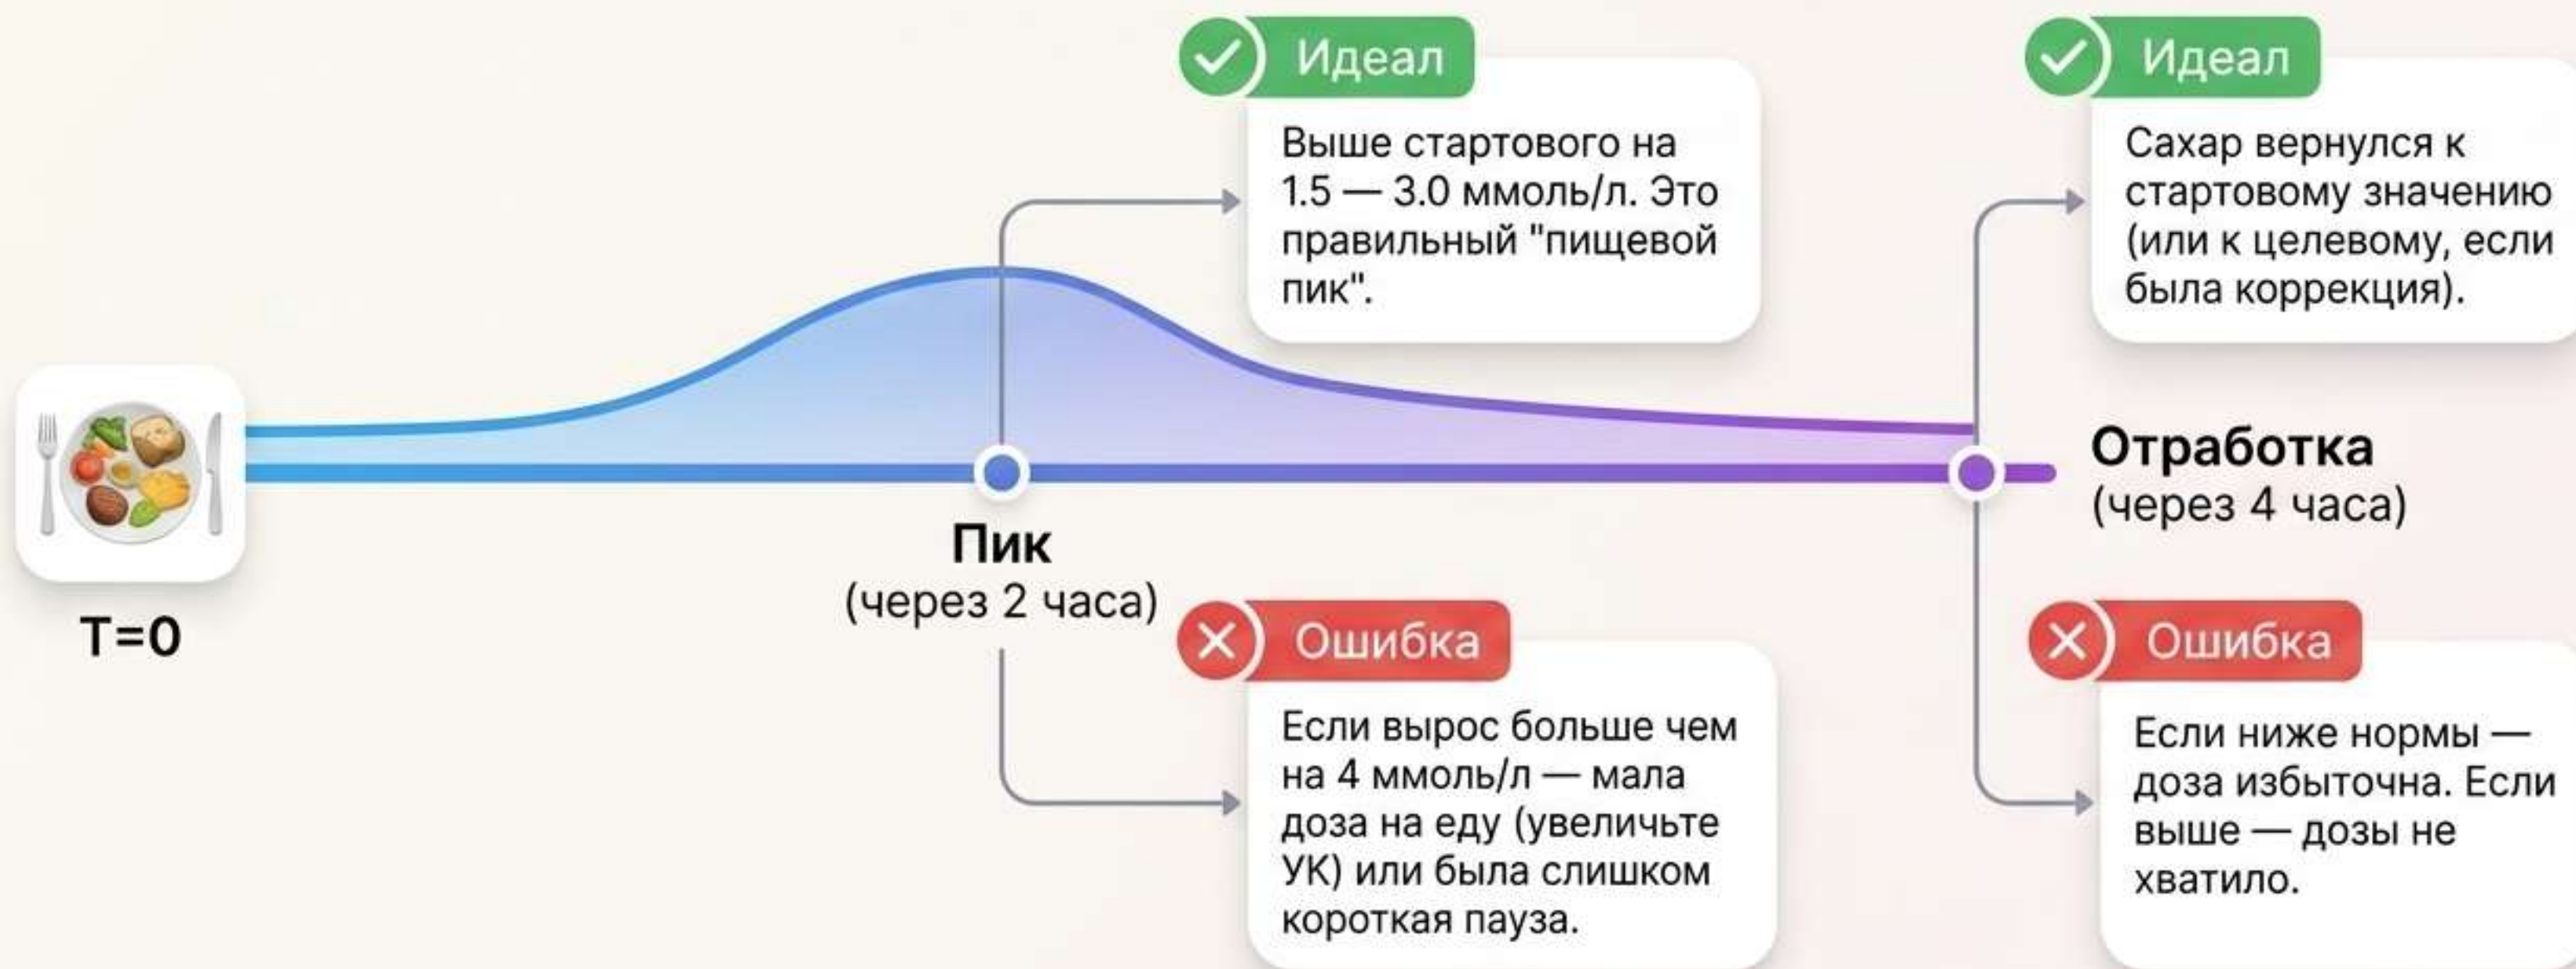 Идеал
Выше стартового на
1.5 — 3.0 ммоль/л. Это
правильный "пищевой
пик".
Идеал
Сахар вернулся к
стартовому значению
(или к целевому, если
была коррекция).
T=0
Пик
(через 2 часа)
Отработка
(через 4 часа)
Ошибка
Если вырос больше чем
на 4 ммоль/л — мала
доза на еду (увеличьте
УК) или была слишком
короткая пауза.
Ошибка
Если ниже нормы —
доза избыточна. Если
выше — дозы не
хватило.